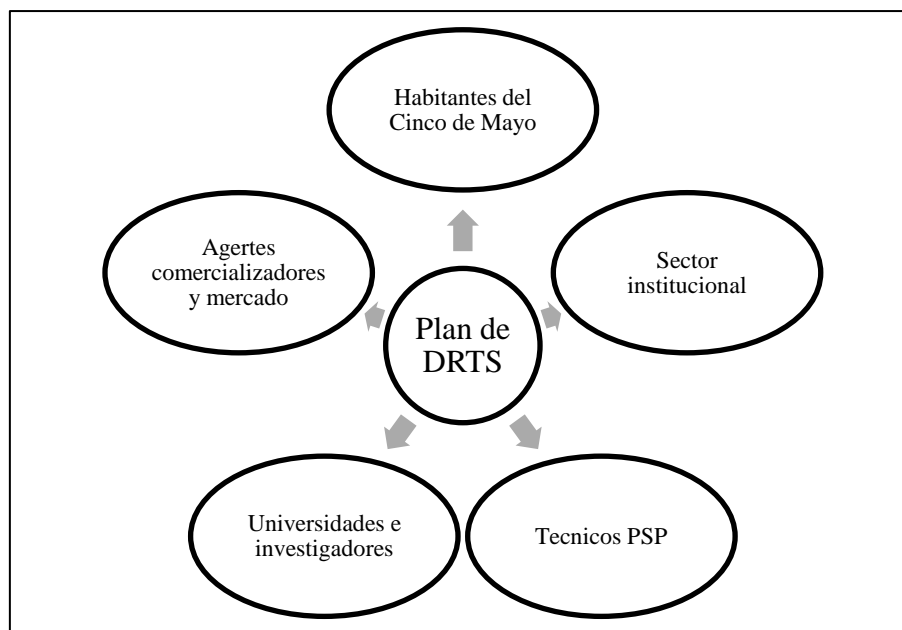 Habitantes del
Cinco de Mayo
Agertes
comercializadores
y mercado
Sector
institucional
Plan de
DRTS
Universidades e
investigadores
Tecnicos PSP